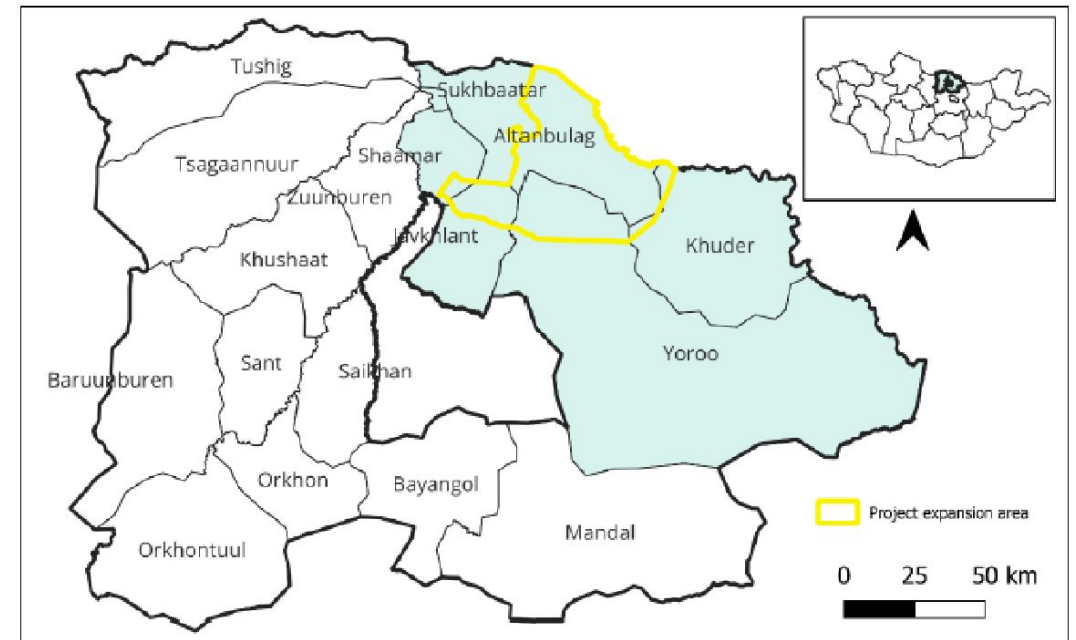 Tushig
Sukhbaatar
Altanbulag
Shaamar
Tsagaannuur
Zuunburen
Javkhlant
Khuder
Khushaat
Yoroo
Sant
Saikhan
Baruunburen
Orkhon
Bayangol
Mandal
Orkhontuul
Project expansion area
0 25 50 km